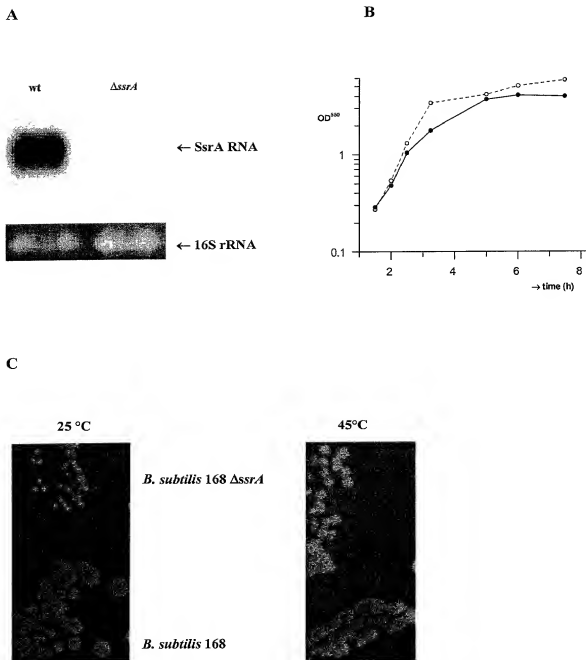 A
B
wt ΔssrA
← SsrA RNA
← 16S rRNA
OD⁵⁵⁰
1
0.1
2 4 6 8
→ time (h)
C
25 °C
45°C
B. subtilis 168 ΔssrA
B. subtilis 168